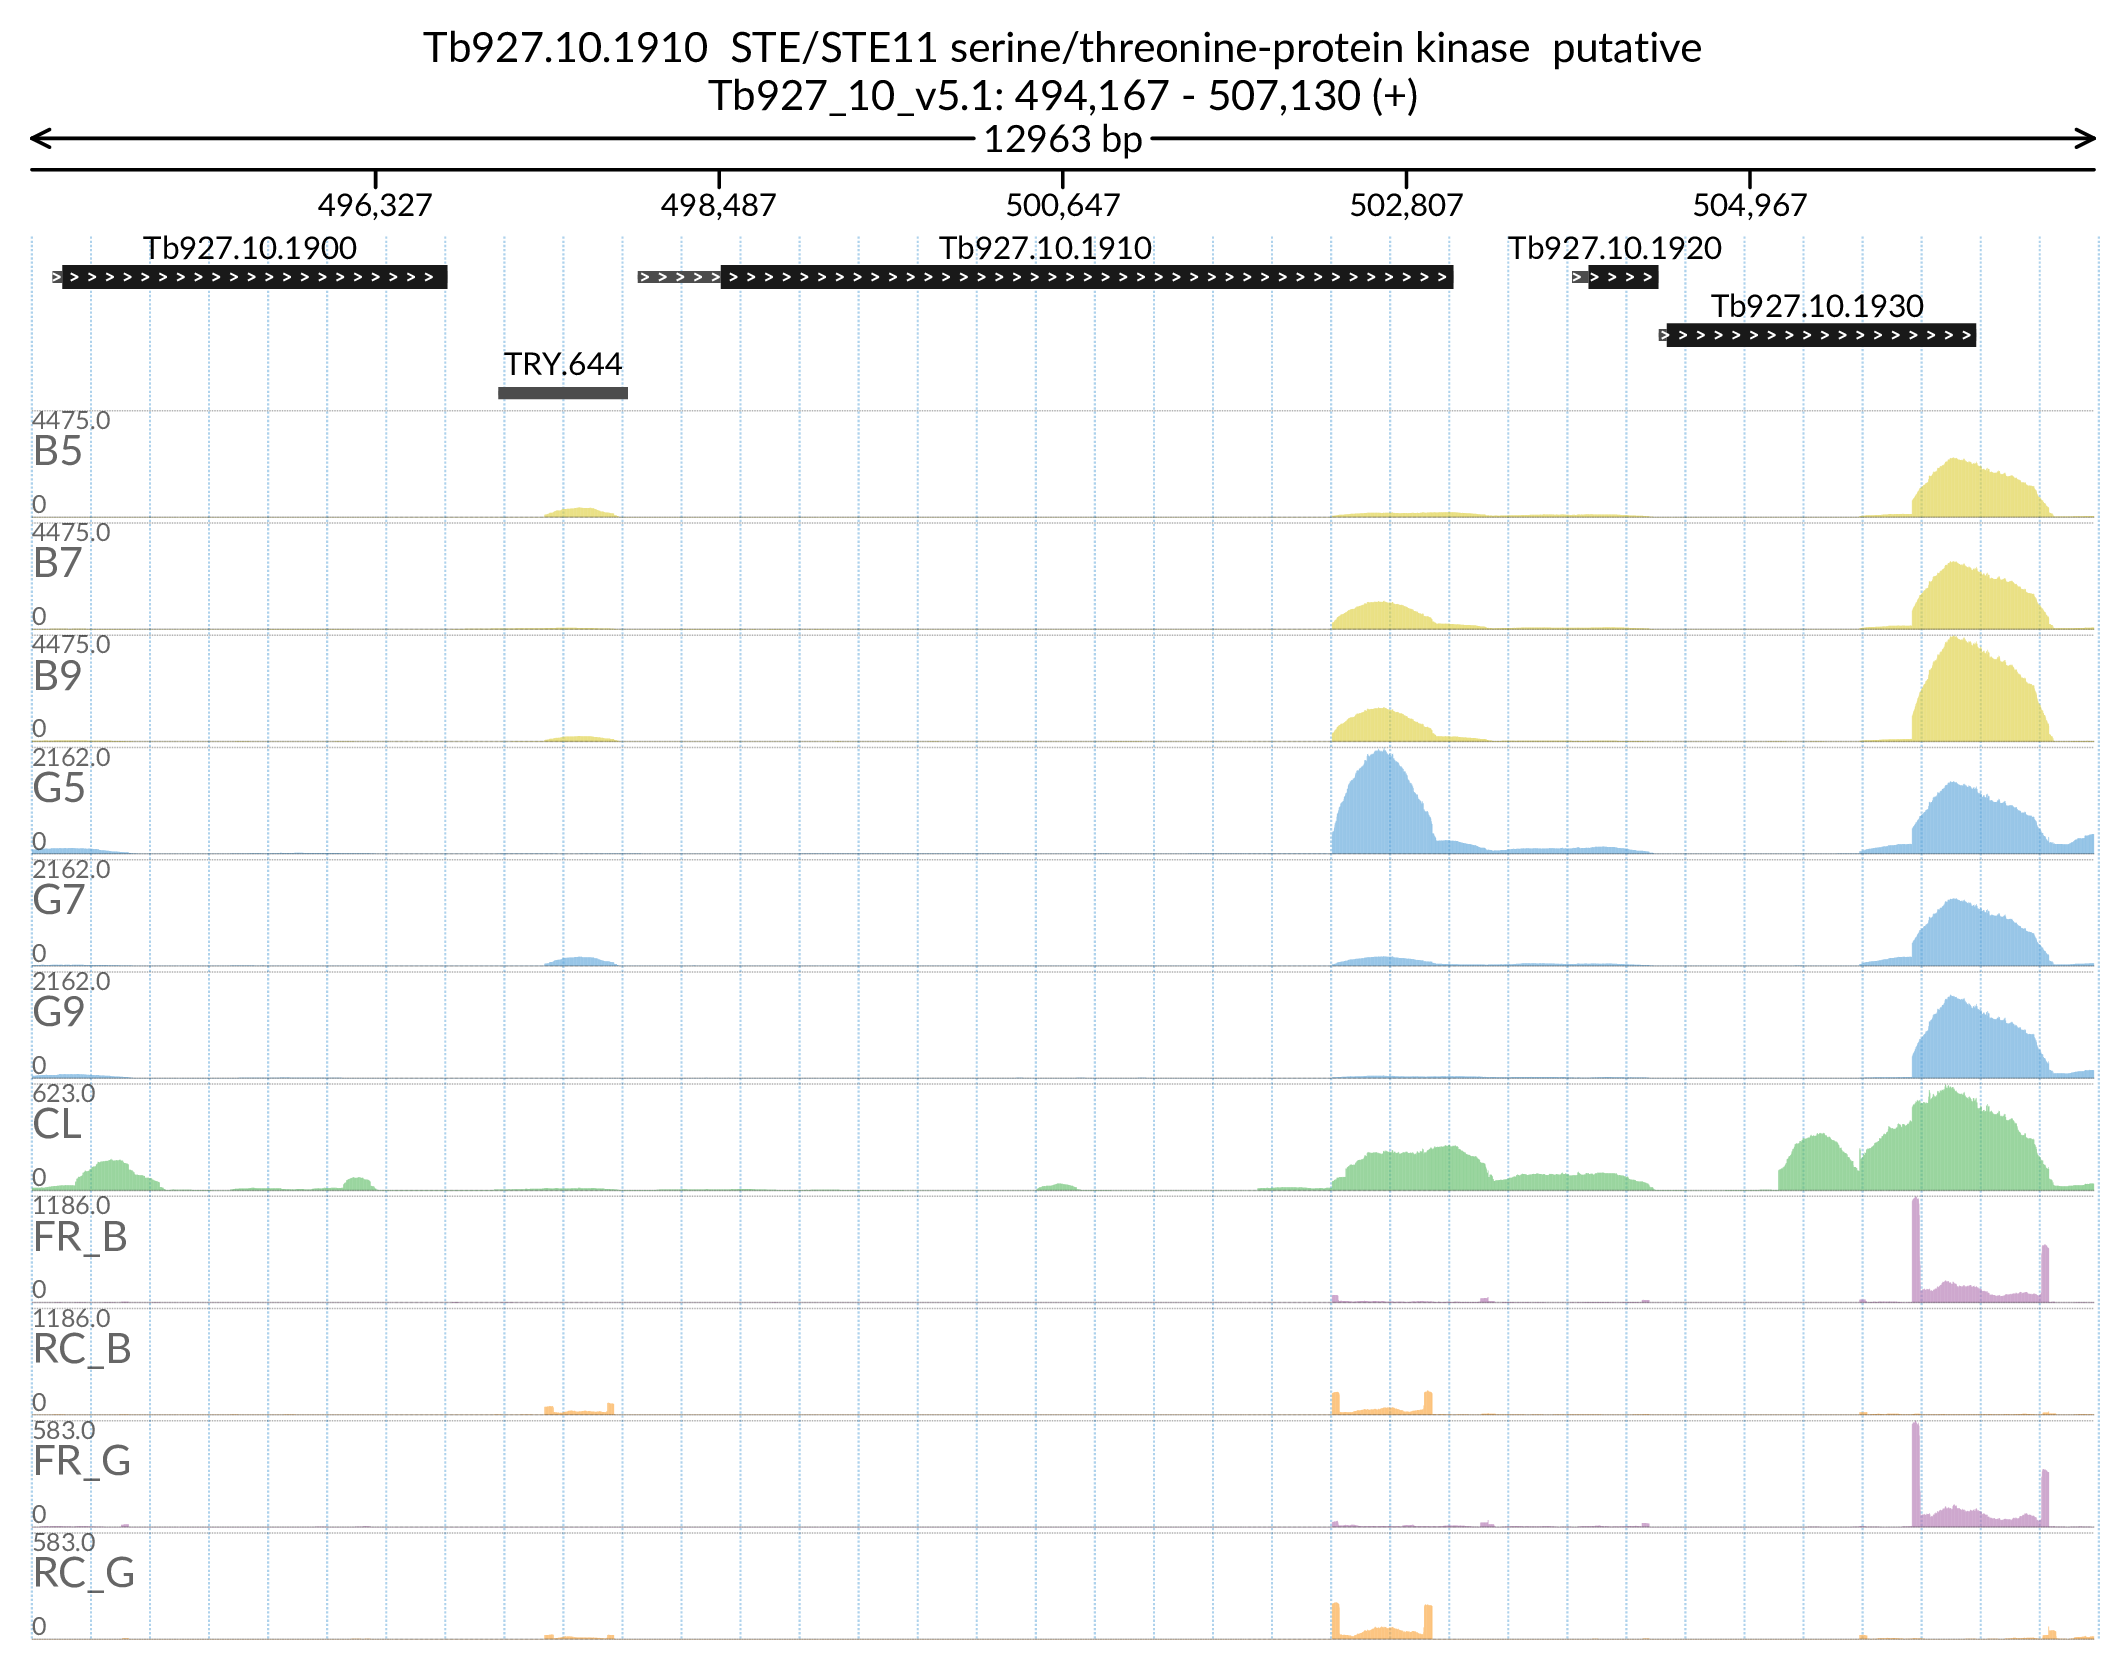 Tb927.10.1910  STE/STE11 serine/threonine-protein kinase  putative
Tb927_10_v5.1: 494,167 - 507,130 (+)
12963 bp
496,327 498,487 500,647 502,807 504,967
Tb927.10.1900 Tb927.10.1910 Tb927.10.1920
Tb927.10.1930
TRY.644
4475.0
B5
0
4475.0
B7
0
4475.0
B9
0
2162.0
G5
0
2162.0
G7
0
2162.0
G9
0
623.0
CL
0
1186.0
FR_B
0
1186.0
RC_B
0
583.0
FR_G
0
583.0
RC_G
0